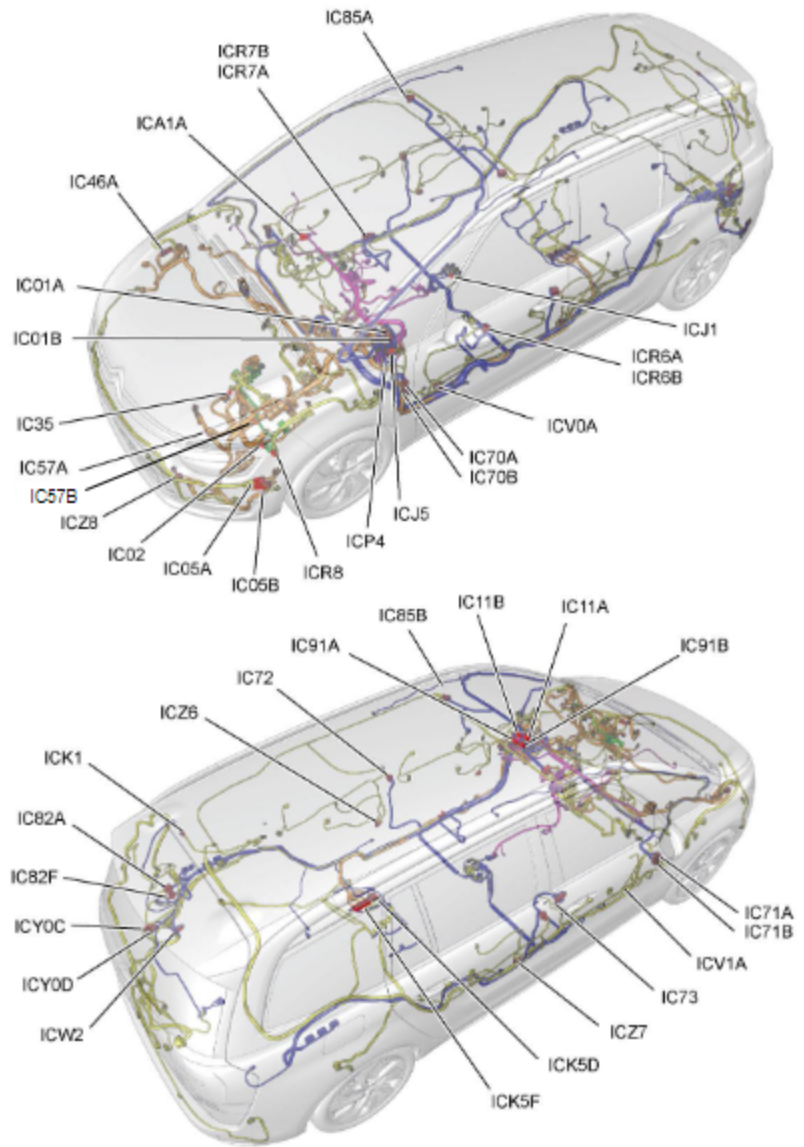 IC85A
ICR7B
ICR7A
ICA1A
IC46A
IC01A
IC01B
ICJ1
ICR6A
ICR6B
IC35
ICV0A
IC57A
IC70A
IC70B
IC57B
ICZ8
ICJ5
ICP4
IC02
IC05A
ICR8
IC05B
IC11B
IC11A
IC85B
IC91A
IC91B
IC72
ICZ6
ICK1
IC82A
IC82F
ICY0C
IC71A
IC71B
ICV1A
ICY0D
IC73
ICW2
ICZ7
ICK5D
ICK5F